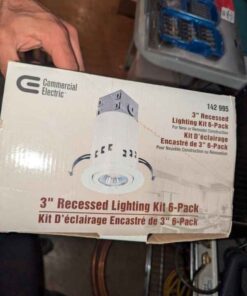 Commercial
Electric
142 995
3" Recessed
Lighting Kit 6-Pack
For New or Remodel Construction
Kit D'éclairage
Encastré de 3" 6-Pack
Pour Nouvelle Construction ou Rénovation
3" Recessed Lighting Kit 6-Pack
Kit D'éclairage Encastré de 3" 6-Pack